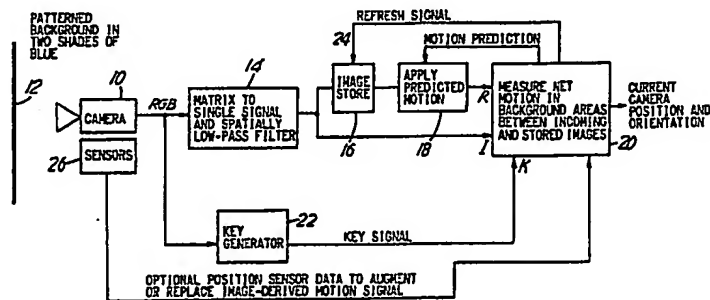 PATTERNED
BACKGROUND IN
TWO SHADES OF
BLUE
12
10
CAMERA
26
SENSORS
RGB
14
MATRIX TO
SINGLE SIGNAL
AND SPATIALLY
LOW-PASS FILTER
REFRESH SIGNAL
24
MOTION PREDICTION
IMAGE
STORE
16
APPLY
PREDICTED
MOTION
18
R
I
K
MEASURE NET
MOTION IN
BACKGROUND AREAS
BETWEEN INCOMING
AND STORED IMAGES
20
CURRENT
CAMERA
POSITION AND
ORIENTATION
22
KEY
GENERATOR
KEY SIGNAL
OPTIONAL POSITION SENSOR DATA TO AUGMENT
OR REPLACE IMAGE-DERIVED MOTION SIGNAL